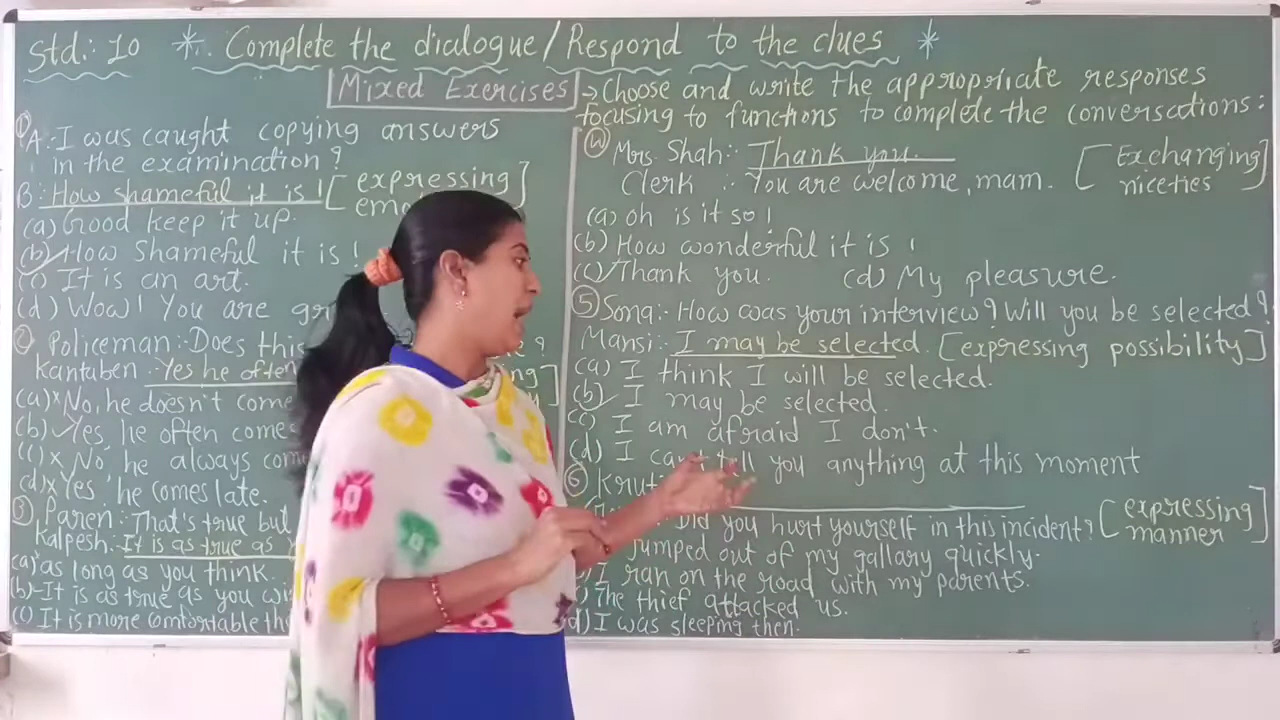 Std.: 10 *. Complete the dialogue/Respond to the clues *
Mixed Exercises
→Choose and write the appropriate responses
focusing to functions to complete the conversations:
① A:- I was caught copying answers
in the examination?
B: How shameful it is! [expressing
(a) Good keep it up.
(b) How Shameful it is!
(c) It is an art.
(d) Wow! You are
② Policeman:- Does this ?
Kantaben: Yes he often
(a)x No, he doesn't come
(b) Yes, he often comes
(c)x No, he always
(d)x Yes, he comes late.
③ Paren: That's true but
Kalpesh: It is as true as
(a) as long as you think.
(b)- It is as true as you
(c) It is more comfortable
④ Mrs. Shah:- Thank you. [Exchanging
Clerk :- You are welcome, mam. niceties]
(a) oh is it so!
(b) How wonderful it is !
(c) Thank you. (d) My pleasure.
⑤ Sona:- How was your interview? Will you be selected?
Mansi:- I may be selected. [expressing possibility]
(a) I think I will be selected.
(b) I may be selected.
(c) I am afraid I don't.
(d) I can't tell you anything at this moment
⑥ Kruti
Did you hurt yourself in this incident? [expressing
manner]
jumped out of my gallary quickly.
) I ran on the road with my parents.
) The thief attacked us.
d) I was sleeping then.